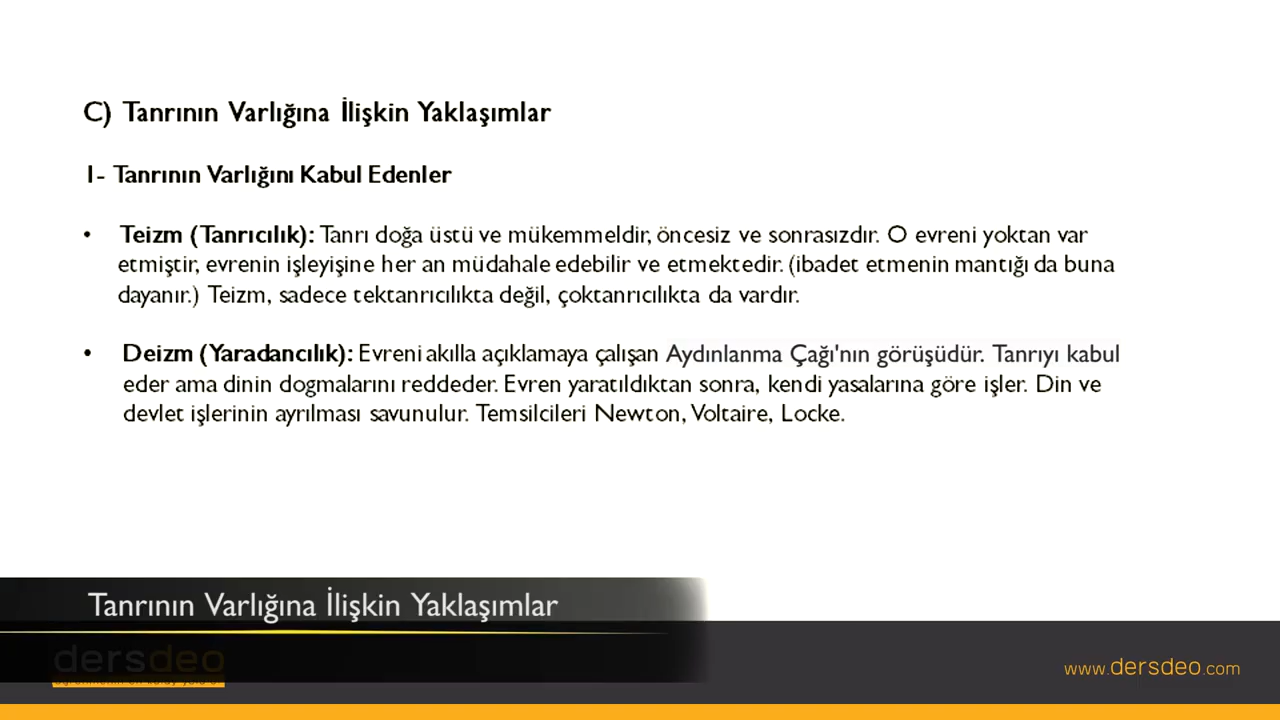 C) Tanrının Varlığına İlişkin Yaklaşımlar
1- Tanrının Varlığını Kabul Edenler
• Teizm (Tanrıcılık): Tanrı doğa üstü ve mükemmeldir, öncesiz ve sonrasızdır. O evreni yoktan var
etmiştir, evrenin işleyişine her an müdahale edebilir ve etmektedir. (ibadet etmenin mantığı da buna
dayanır.) Teizm, sadece tektanrıcılıkta değil, çoktanrıcılıkta da vardır.
• Deizm (Yaradancılık): Evreni akılla açıklamaya çalışan Aydınlanma Çağı'nın görüşüdür. Tanrıyı kabul
eder ama dinin dogmalarını reddeder. Evren yaratıldıktan sonra, kendi yasalarına göre işler. Din ve
devlet işlerinin ayrılması savunulur. Temsilcileri Newton, Voltaire, Locke.
Tanrının Varlığına İlişkin Yaklaşımlar
dersdeo
www.dersdeo.com